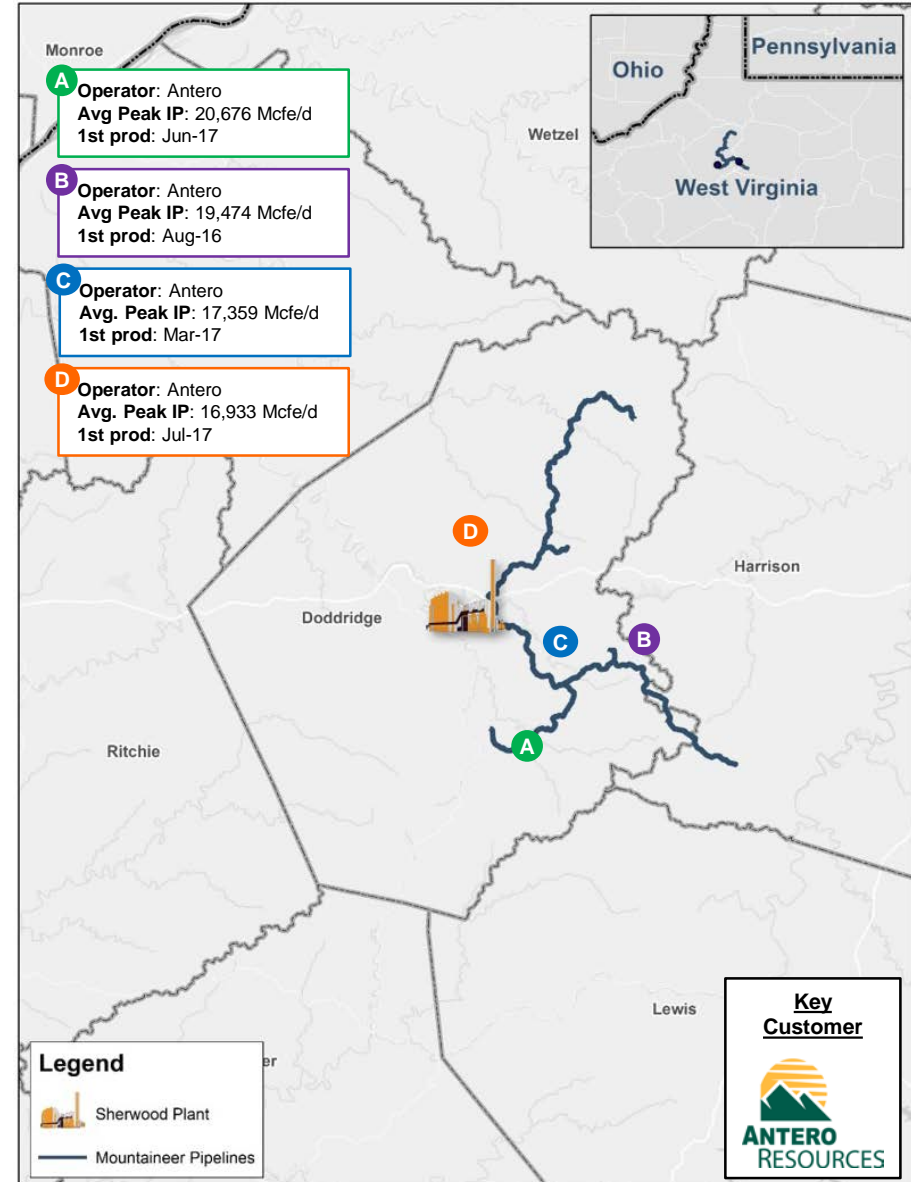 Monroe
A
Operator: Antero
Avg Peak IP: 20,676 Mcfe/d
1st prod: Jun-17
B
Operator: Antero
Avg Peak IP: 19,474 Mcfe/d
1st prod: Aug-16
C
Operator: Antero
Avg. Peak IP: 17,359 Mcfe/d
1st prod: Mar-17
D
Operator: Antero
Avg. Peak IP: 16,933 Mcfe/d
1st prod: Jul-17
Wetzel
Ohio
Pennsylvania
West Virginia
D
Harrison
Doddridge
C
B
A
Ritchie
Lewis
er
Legend
Sherwood Plant
Mountaineer Pipelines
Key
Customer
ANTERO
RESOURCES